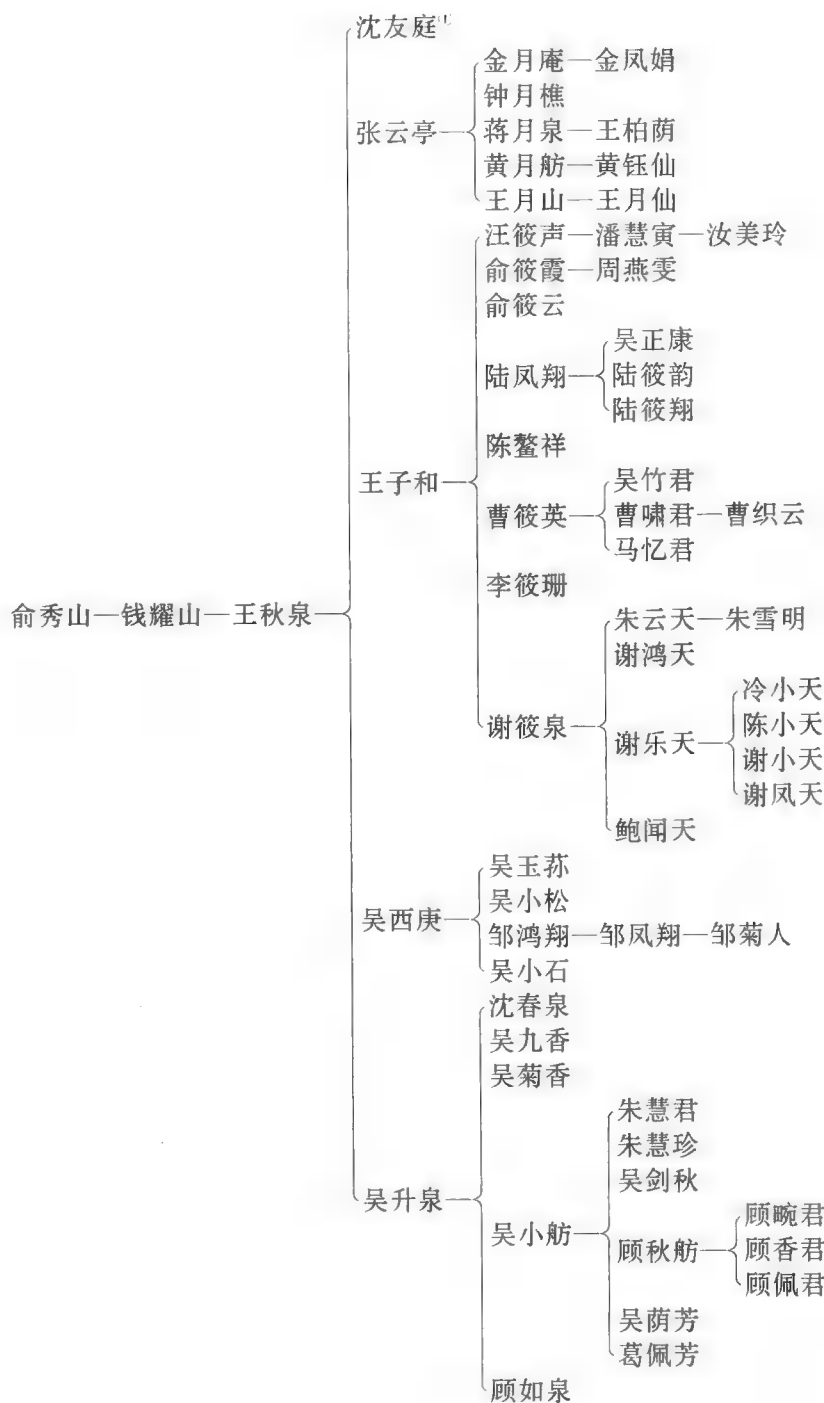 沈友庭
金月庵—金凤娟
钟月樵
张云亭
蒋月泉—王柏荫
黄月舫—黄钰仙
王月山—王月仙
汪筱声—潘慧寅—汝美玲
俞筱霞—周燕雯
俞筱云
吴正康
陆凤翔—陆筱韵
陆筱翔
陈鳌祥
王子和
吴竹君
曹筱英—曹啸君—曹织云
马忆君
李筱珊
俞秀山—钱耀山—王秋泉
朱云天—朱雪明
谢鸿天
冷小天
陈小天
谢筱泉
谢乐天
谢小天
谢凤天
鲍闻天
吴玉荪
吴小松
吴西庚
邹鸿翔—邹凤翔—邹菊人
吴小石
沈春泉
吴九香
吴菊香
朱慧君
朱慧珍
吴剑秋
吴升泉
顾畹君
吴小舫
顾秋舫—顾香君
顾佩君
吴荫芳
葛佩芳
顾如泉